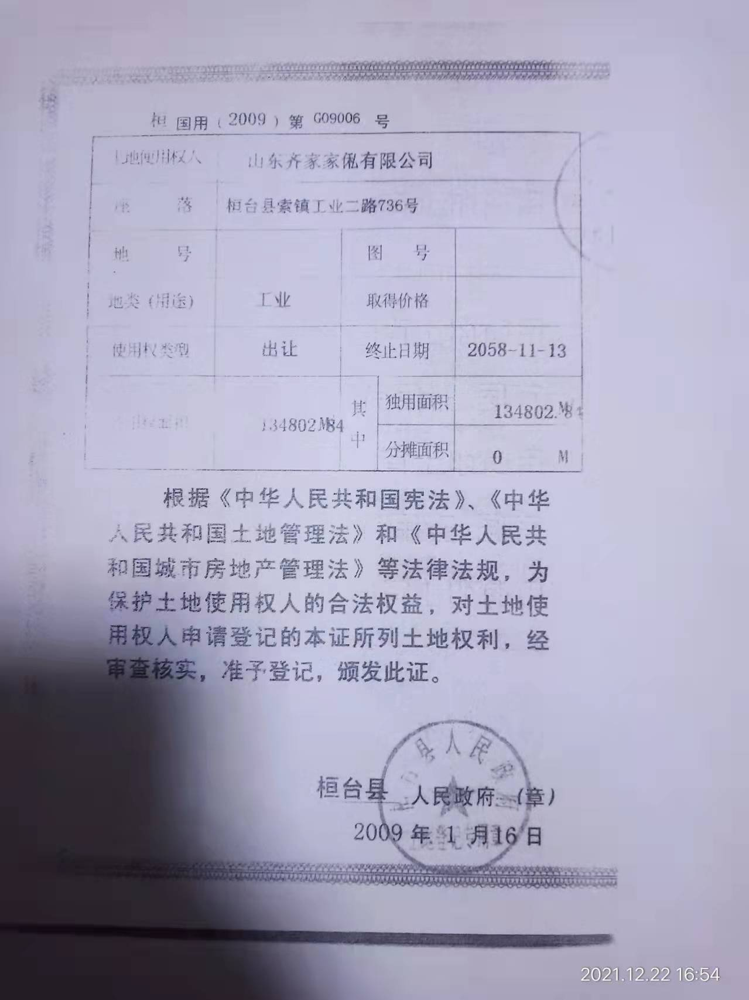 桓 国用（2009）第 G09006 号
土地使用权人 山东齐家家俬有限公司
座 落 桓台县索镇工业二路736号
地 号 图 号
地类（用途） 工业 取得价格
使用权类型 出让 终止日期 2058-11-13
134802.84 M 其中 独用面积 134802.84 M
分摊面积 0 M
根据《中华人民共和国宪法》、《中华
人民共和国土地管理法》和《中华人民共
和国城市房地产管理法》等法律法规，为
保护土地使用权人的合法权益，对土地使
用权人申请登记的本证所列土地权利，经
审查核实，准予登记，颁发此证。
县人民政府
桓台县 人民政府（章）
2009 年 1 月 16 日
2021.12.22 16:54